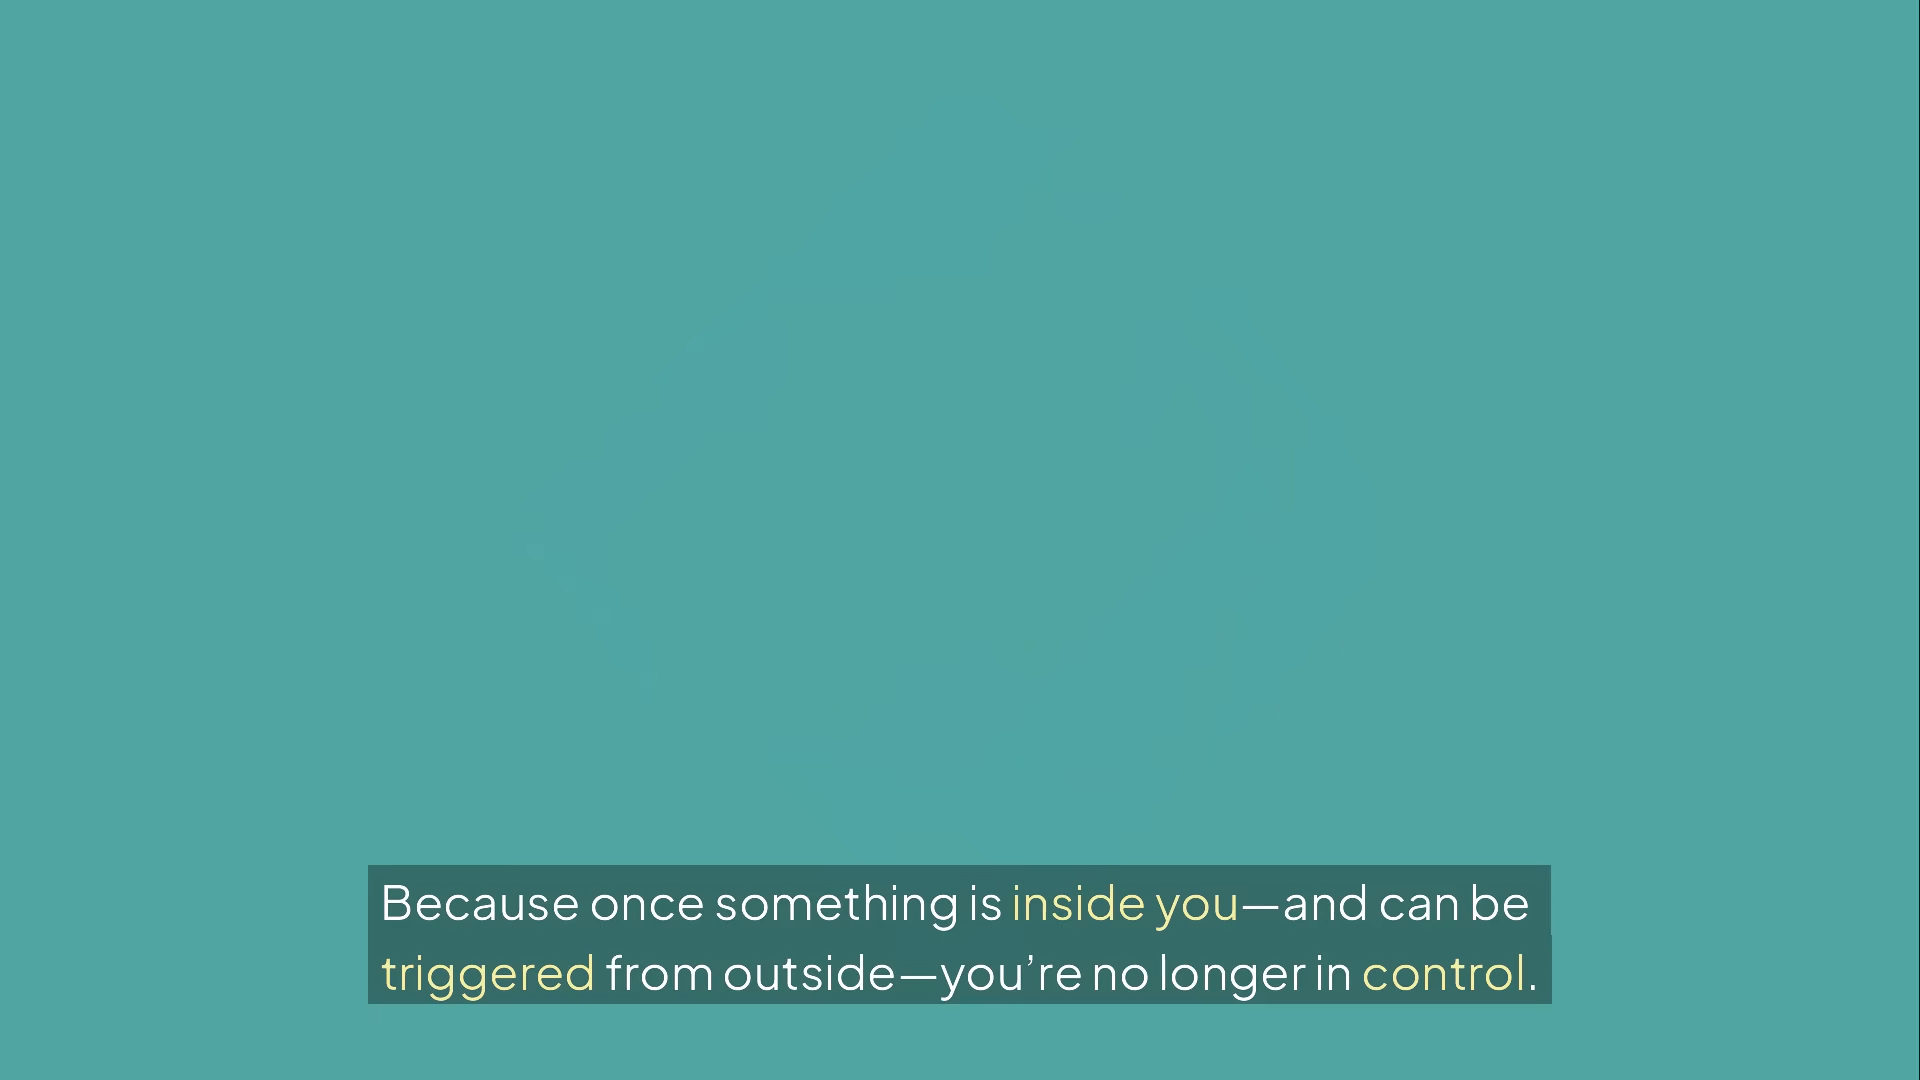 Because once something is inside you—and can be
triggered from outside—you’re no longer in control.